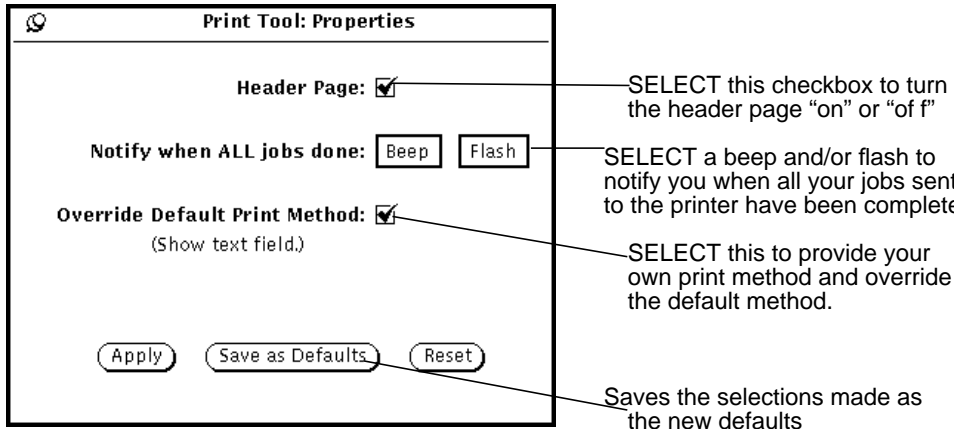 Print Tool: Properties
Header Page:
SELECT this checkbox to turn
the header page “on” or “of f”
Notify when ALL jobs done: Beep Flash
SELECT a beep and/or flash to
notify you when all your jobs sent
to the printer have been complete
Override Default Print Method:
(Show text field.)
SELECT this to provide your
own print method and override
the default method.
Apply Save as Defaults Reset
Saves the selections made as
the new defaults